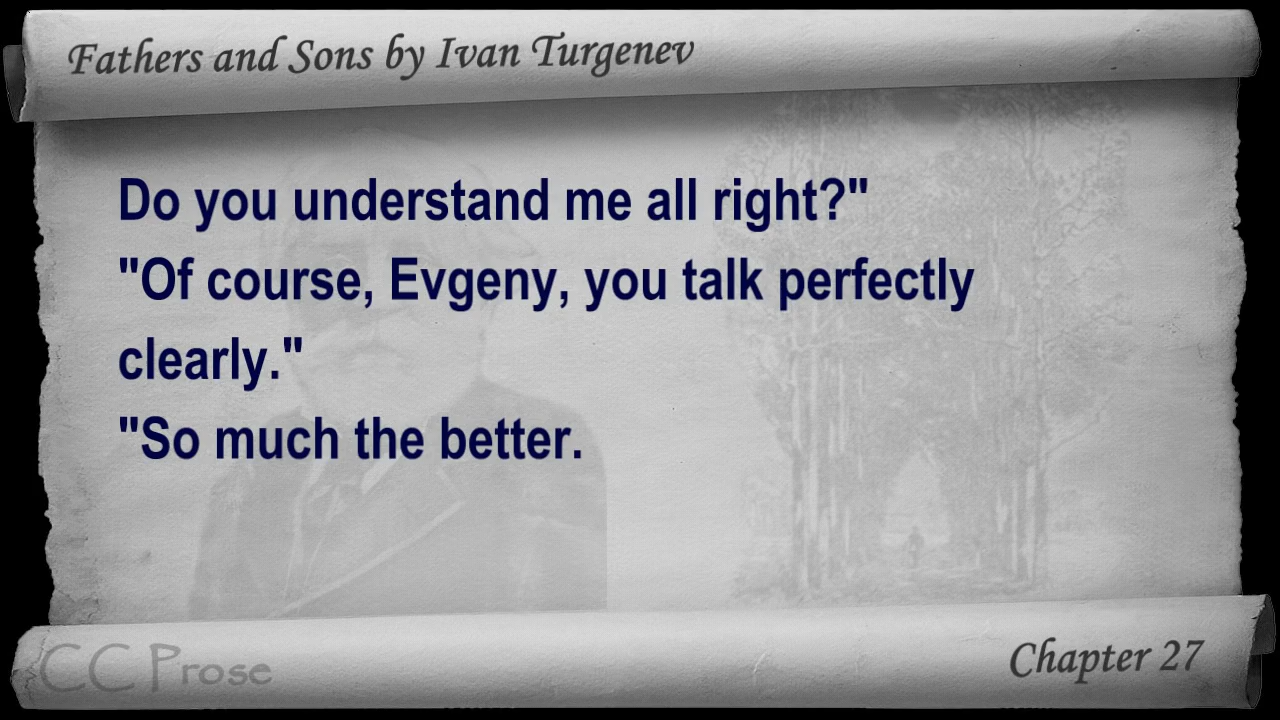 Fathers and Sons by Ivan Turgenev
Do you understand me all right?"
"Of course, Evgeny, you talk perfectly
clearly."
"So much the better.
CC Prose
Chapter 27